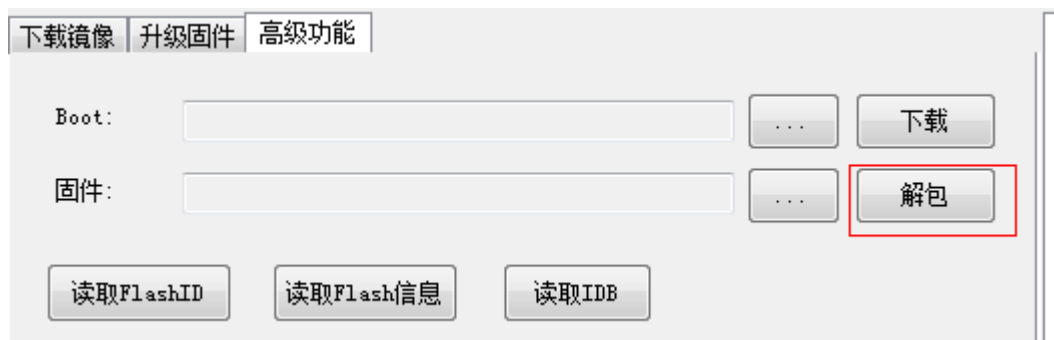 下载镜像 升级固件 高级功能
Boot: ... 下载
固件: ... 解包
读取FlashID 读取Flash信息 读取IDB